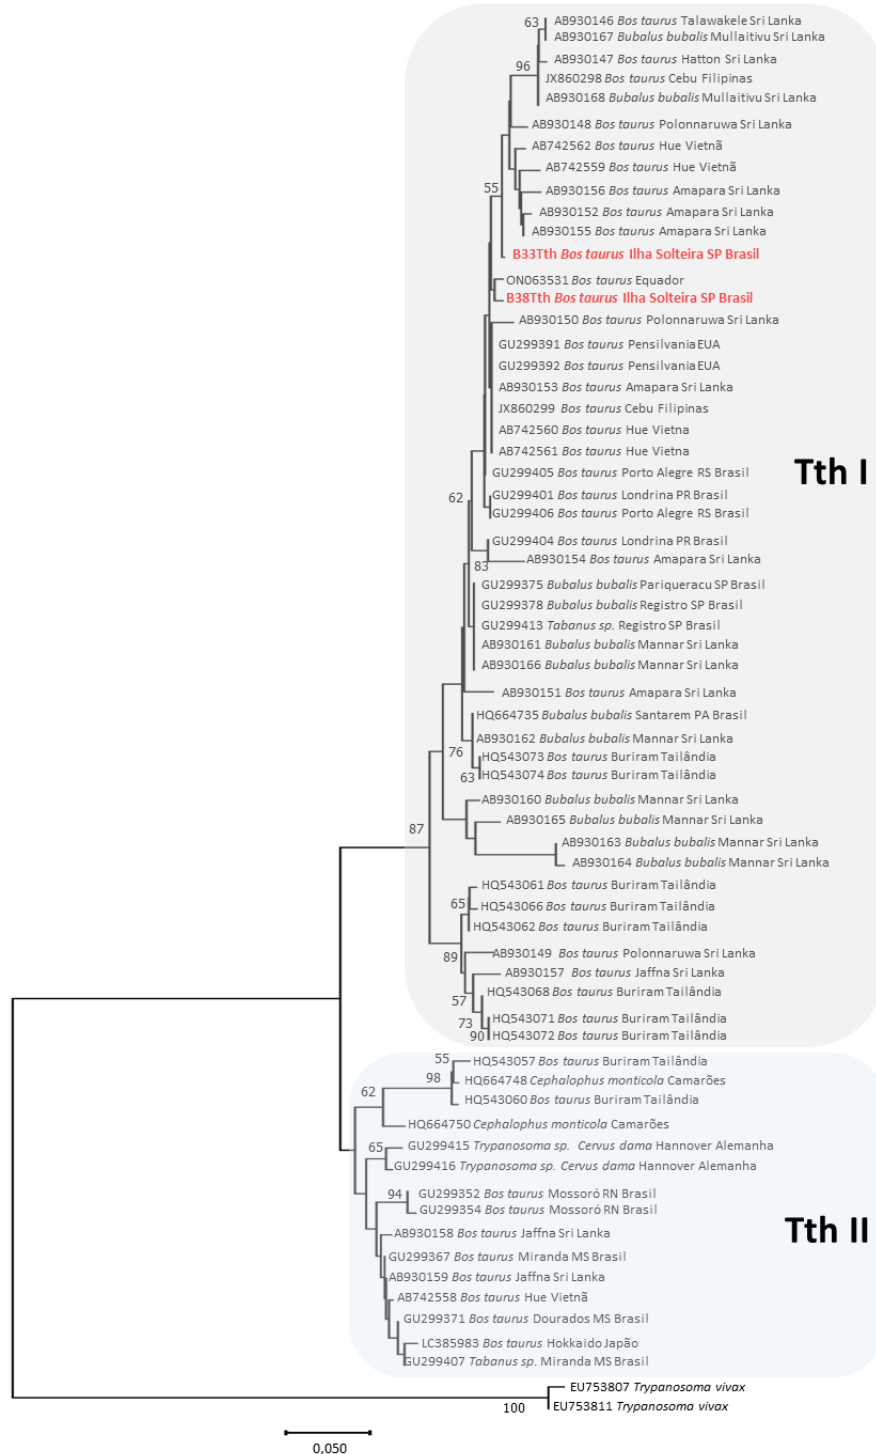 63
AB930146 Bos taurus Talawakele Sri Lanka
AB930167 Bubalus bubalis Mullaitivu Sri Lanka
AB930147 Bos taurus Hatton Sri Lanka
96
JX860298 Bos taurus Cebu Filipinas
AB930168 Bubalus bubalis Mullaitivu Sri Lanka
AB930148 Bos taurus Polonnaruwa Sri Lanka
AB742562 Bos taurus Hue Vietnã
AB742559 Bos taurus Hue Vietnã
55
AB930156 Bos taurus Amapara Sri Lanka
AB930152 Bos taurus Amapara Sri Lanka
AB930155 Bos taurus Amapara Sri Lanka
B33Tth Bos taurus Ilha Solteira SP Brasil
ON063531 Bos taurus Equador
B38Tth Bos taurus Ilha Solteira SP Brasil
AB930150 Bos taurus Polonnaruwa Sri Lanka
GU299391 Bos taurus Pensilvania EUA
GU299392 Bos taurus Pensilvania EUA
AB930153 Bos taurus Amapara Sri Lanka
JX860299 Bos taurus Cebu Filipinas
AB742560 Bos taurus Hue Vietna
AB742561 Bos taurus Hue Vietna
Tth I
GU299405 Bos taurus Porto Alegre RS Brasil
62
GU299401 Bos taurus Londrina PR Brasil
GU299406 Bos taurus Porto Alegre RS Brasil
GU299404 Bos taurus Londrina PR Brasil
83
AB930154 Bos taurus Amapara Sri Lanka
GU299375 Bubalus bubalis Pariqueracu SP Brasil
GU299378 Bubalus bubalis Registro SP Brasil
GU299413 Tabanus sp. Registro SP Brasil
AB930161 Bubalus bubalis Mannar Sri Lanka
AB930166 Bubalus bubalis Mannar Sri Lanka
AB930151 Bos taurus Amapara Sri Lanka
HQ664735 Bubalus bubalis Santarem PA Brasil
AB930162 Bubalus bubalis Mannar Sri Lanka
76
HQ543073 Bos taurus Buriram Tailândia
63
HQ543074 Bos taurus Buriram Tailândia
AB930160 Bubalus bubalis Mannar Sri Lanka
AB930165 Bubalus bubalis Mannar Sri Lanka
87
AB930163 Bubalus bubalis Mannar Sri Lanka
AB930164 Bubalus bubalis Mannar Sri Lanka
HQ543061 Bos taurus Buriram Tailândia
65
HQ543066 Bos taurus Buriram Tailândia
HQ543062 Bos taurus Buriram Tailândia
89
AB930149 Bos taurus Polonnaruwa Sri Lanka
AB930157 Bos taurus Jaffna Sri Lanka
HQ543068 Bos taurus Buriram Tailândia
57
HQ543071 Bos taurus Buriram Tailândia
73
90
HQ543072 Bos taurus Buriram Tailândia
55
HQ543057 Bos taurus Buriram Tailândia
98
HQ664748 Cephalophus monticola Camarões
62
HQ543060 Bos taurus Buriram Tailândia
HQ664750 Cephalophus monticola Camarões
65
GU299415 Trypanosoma sp. Cervus dama Hannover Alemanha
GU299416 Trypanosoma sp. Cervus dama Hannover Alemanha
94
GU299352 Bos taurus Mossoró RN Brasil
GU299354 Bos taurus Mossoró RN Brasil
Tth II
AB930158 Bos taurus Jaffna Sri Lanka
GU299367 Bos taurus Miranda MS Brasil
AB930159 Bos taurus Jaffna Sri Lanka
AB742558 Bos taurus Hue Vietnã
GU299371 Bos taurus Dourados MS Brasil
LC385983 Bos taurus Hokkaido Japão
GU299407 Tabanus sp. Miranda MS Brasil
EU753807 Trypanosoma vivax
100
EU753811 Trypanosoma vivax
0,050